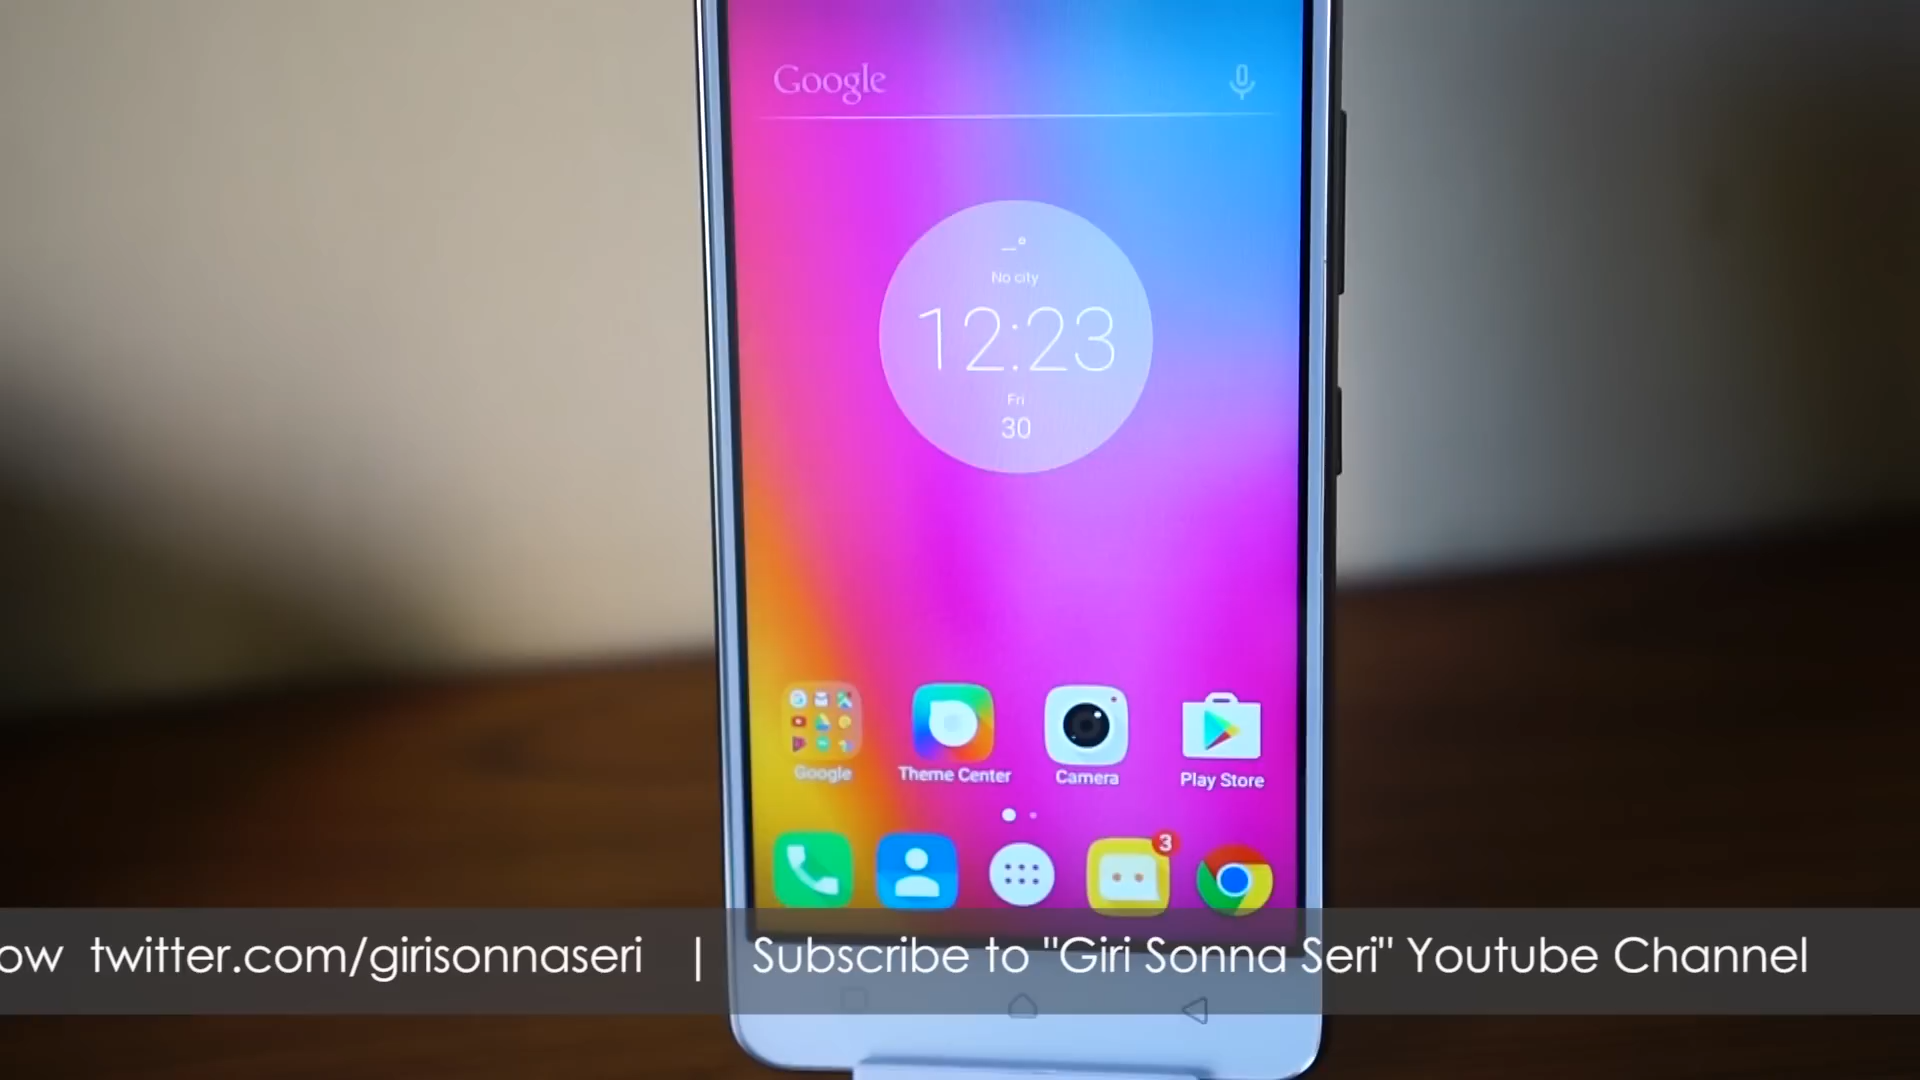 Google
No city
12:23
Fri
30
Google
Theme Center
Camera
Play Store
3
ow twitter.com/girisonnaseri | Subscribe to "Giri Sonna Seri" Youtube Channel